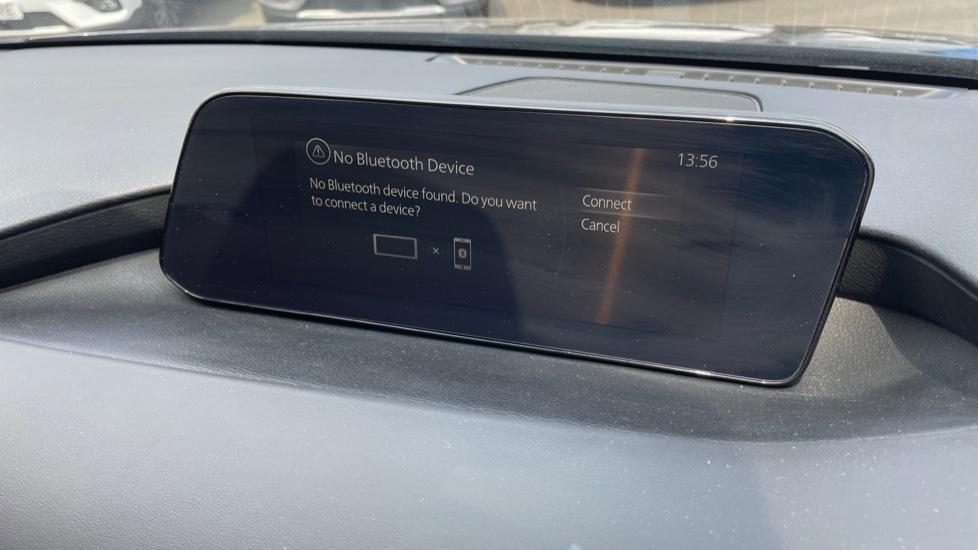 No Bluetooth Device
13:56
No Bluetooth device found. Do you want
to connect a device?
Connect
Cancel